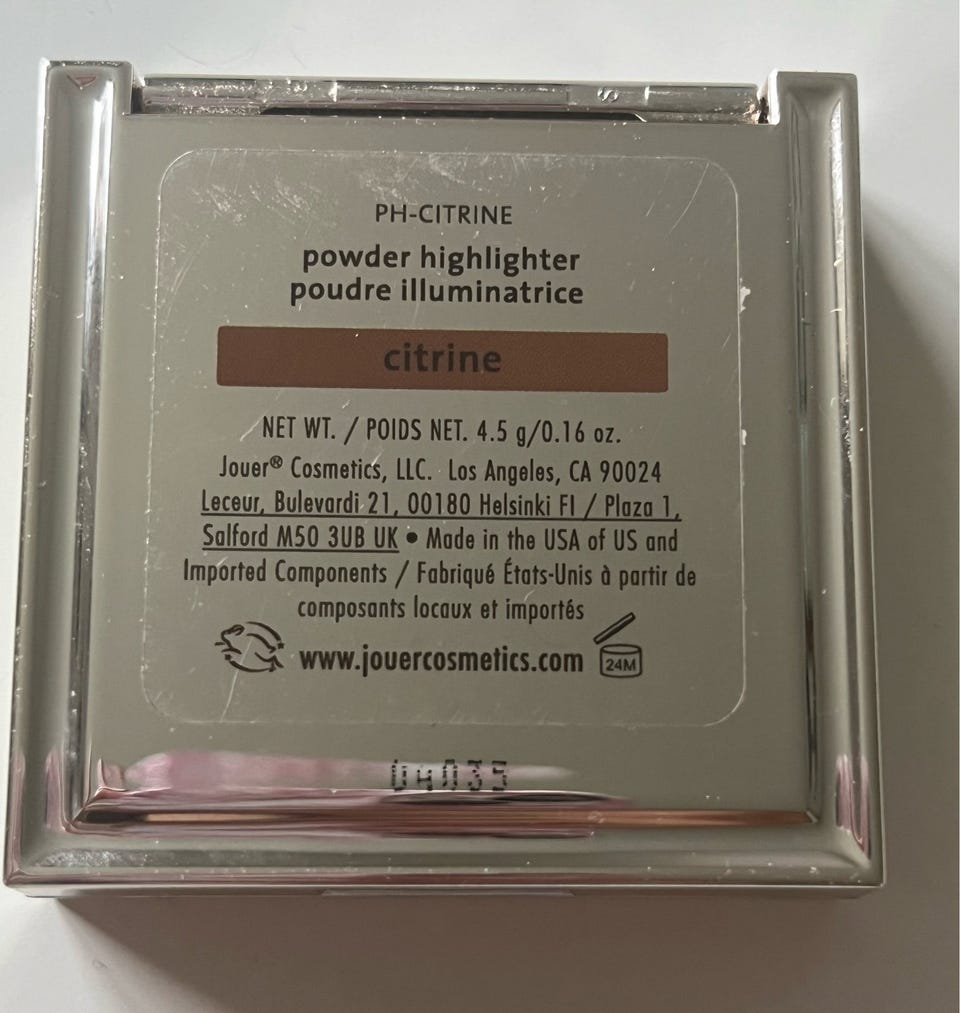 PH-CITRINE
powder highlighter
poudre illuminatrice
citrine
NET WT. / POIDS NET. 4.5 g/0.16 oz.
Jouer® Cosmetics, LLC. Los Angeles, CA 90024
Leceur, Bulevardi 21, 00180 Helsinki FI / Plaza 1,
Salford M50 3UB UK • Made in the USA of US and
Imported Components / Fabriqué États-Unis à partir de
composants locaux et importés
www.jouercosmetics.com
24M